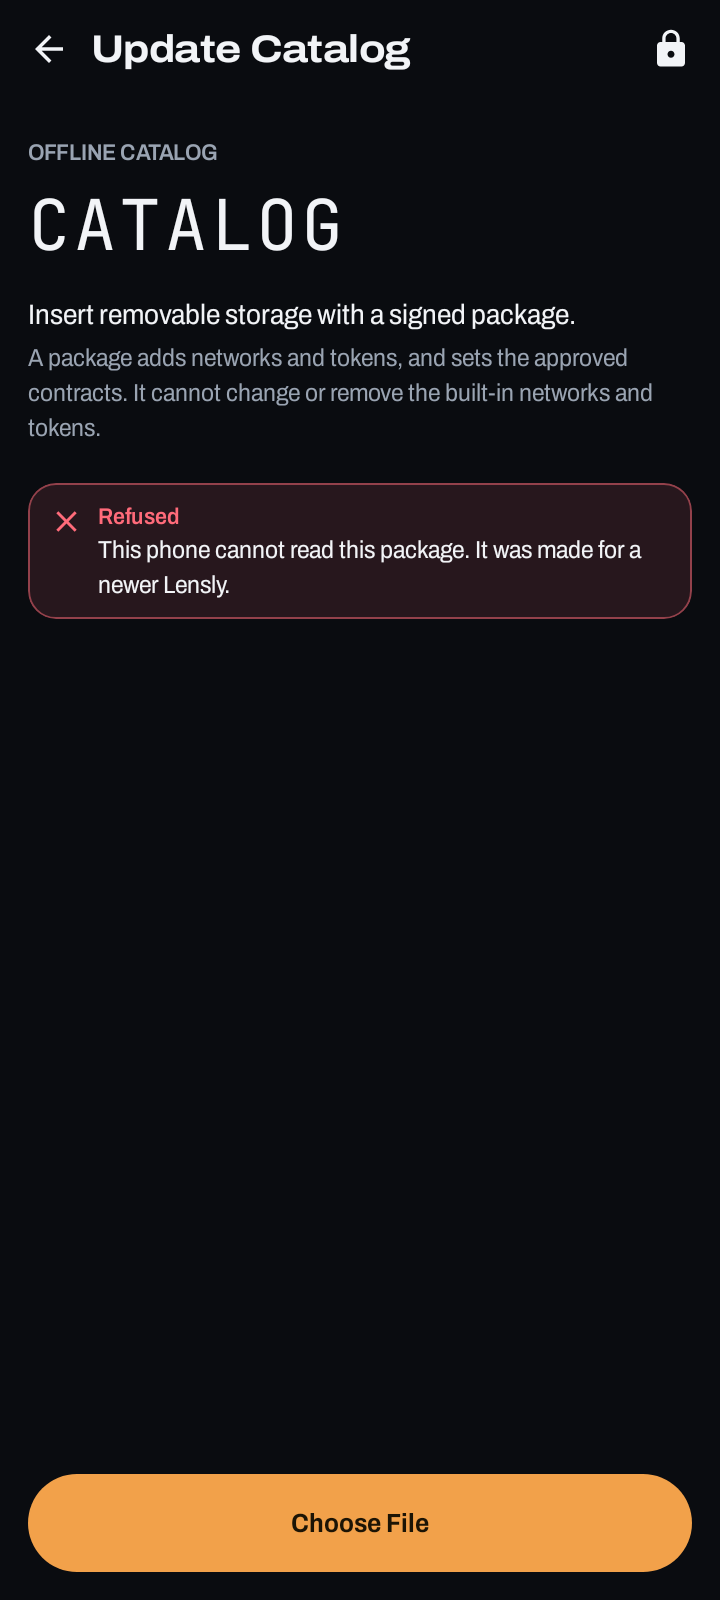 Update Catalog
OFFLINE CATALOG
CATALOG
Insert removable storage with a signed package.
A package adds networks and tokens, and sets the approved
contracts. It cannot change or remove the built-in networks and
tokens.
Refused
This phone cannot read this package. It was made for a
newer Lensly.
Choose File